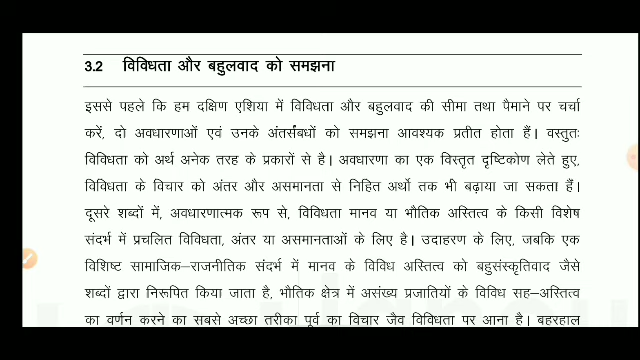 3.2 विविधता और बहुलवाद को समझना
इससे पहले कि हम दक्षिण एशिया में विविधता और बहुलवाद की सीमा तथा पैमाने पर चर्चा
करें, दो अवधारणाओं एवं उनके अंतर्संबधों को समझना आवश्यक प्रतीत होता हैं। वस्तुतः
विविधता को अर्थ अनेक तरह के प्रकारों से है। अवधारणा का एक विस्तृत दृष्टिकोण लेते हुए,
विविधता के विचार को अंतर और असमानता से निहित अर्थो तक भी बढ़ाया जा सकता हैं।
दूसरे शब्दों में, अवधारणात्मक रूप से, विविधता मानव या भौतिक अस्तित्व के किसी विशेष
संदर्भ में प्रचलित विविधता, अंतर या असमानताओं के लिए है। उदाहरण के लिए, जबकि एक
विशिष्ट सामाजिक–राजनीतिक संदर्भ में मानव के विविध अस्तित्व को बहुसंस्कृतिवाद जैसे
शब्दों द्वारा निरूपित किया जाता है, भौतिक क्षेत्र में असंख्य प्रजातियों के विविध सह–अस्तित्व
का वर्णन करने का सबसे अच्छा तरीका पूर्व का विचार जैव विविधता पर आना है। बहरहाल